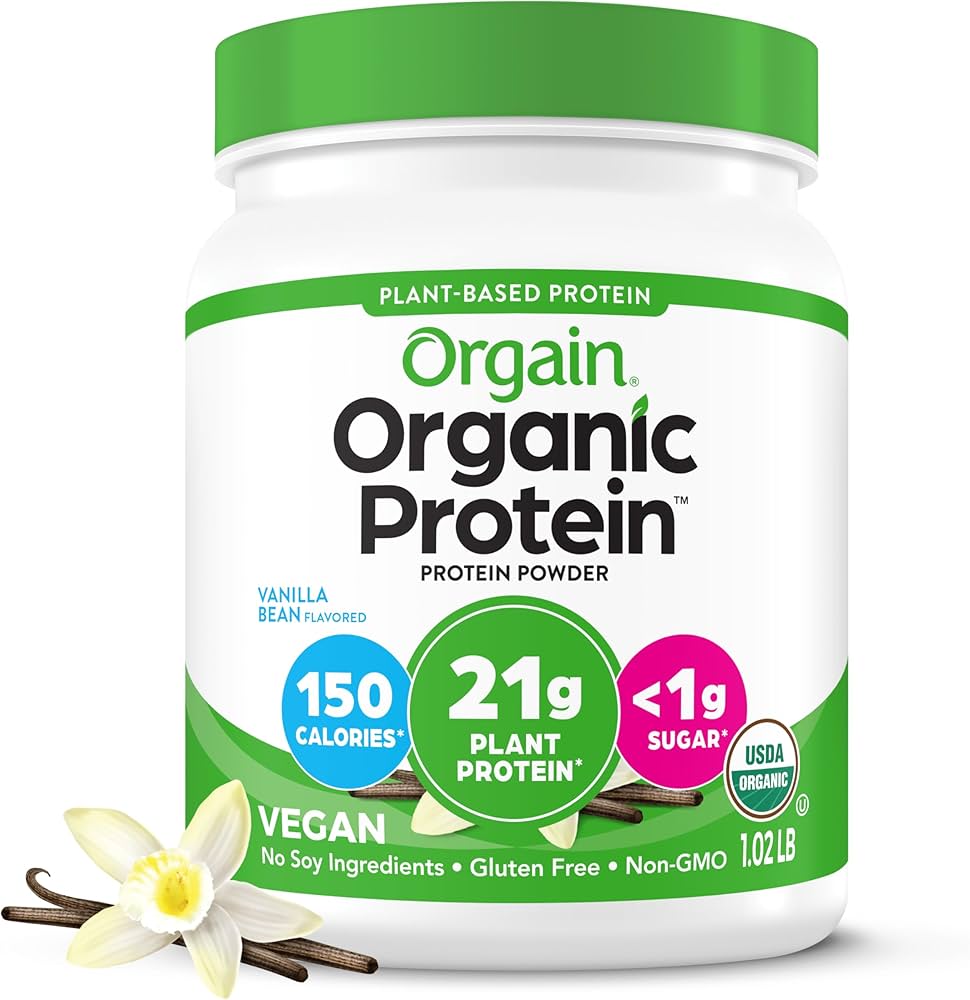 PLANT-BASED PROTEIN
Orgain®
Organic
Protein™
PROTEIN POWDER
VANILLA
BEAN FLAVORED
150
CALORIES*
21g
PLANT
PROTEIN*
<1g
SUGAR*
USDA
ORGANIC
U
VEGAN
No Soy Ingredients • Gluten Free • Non-GMO
1.02 LB